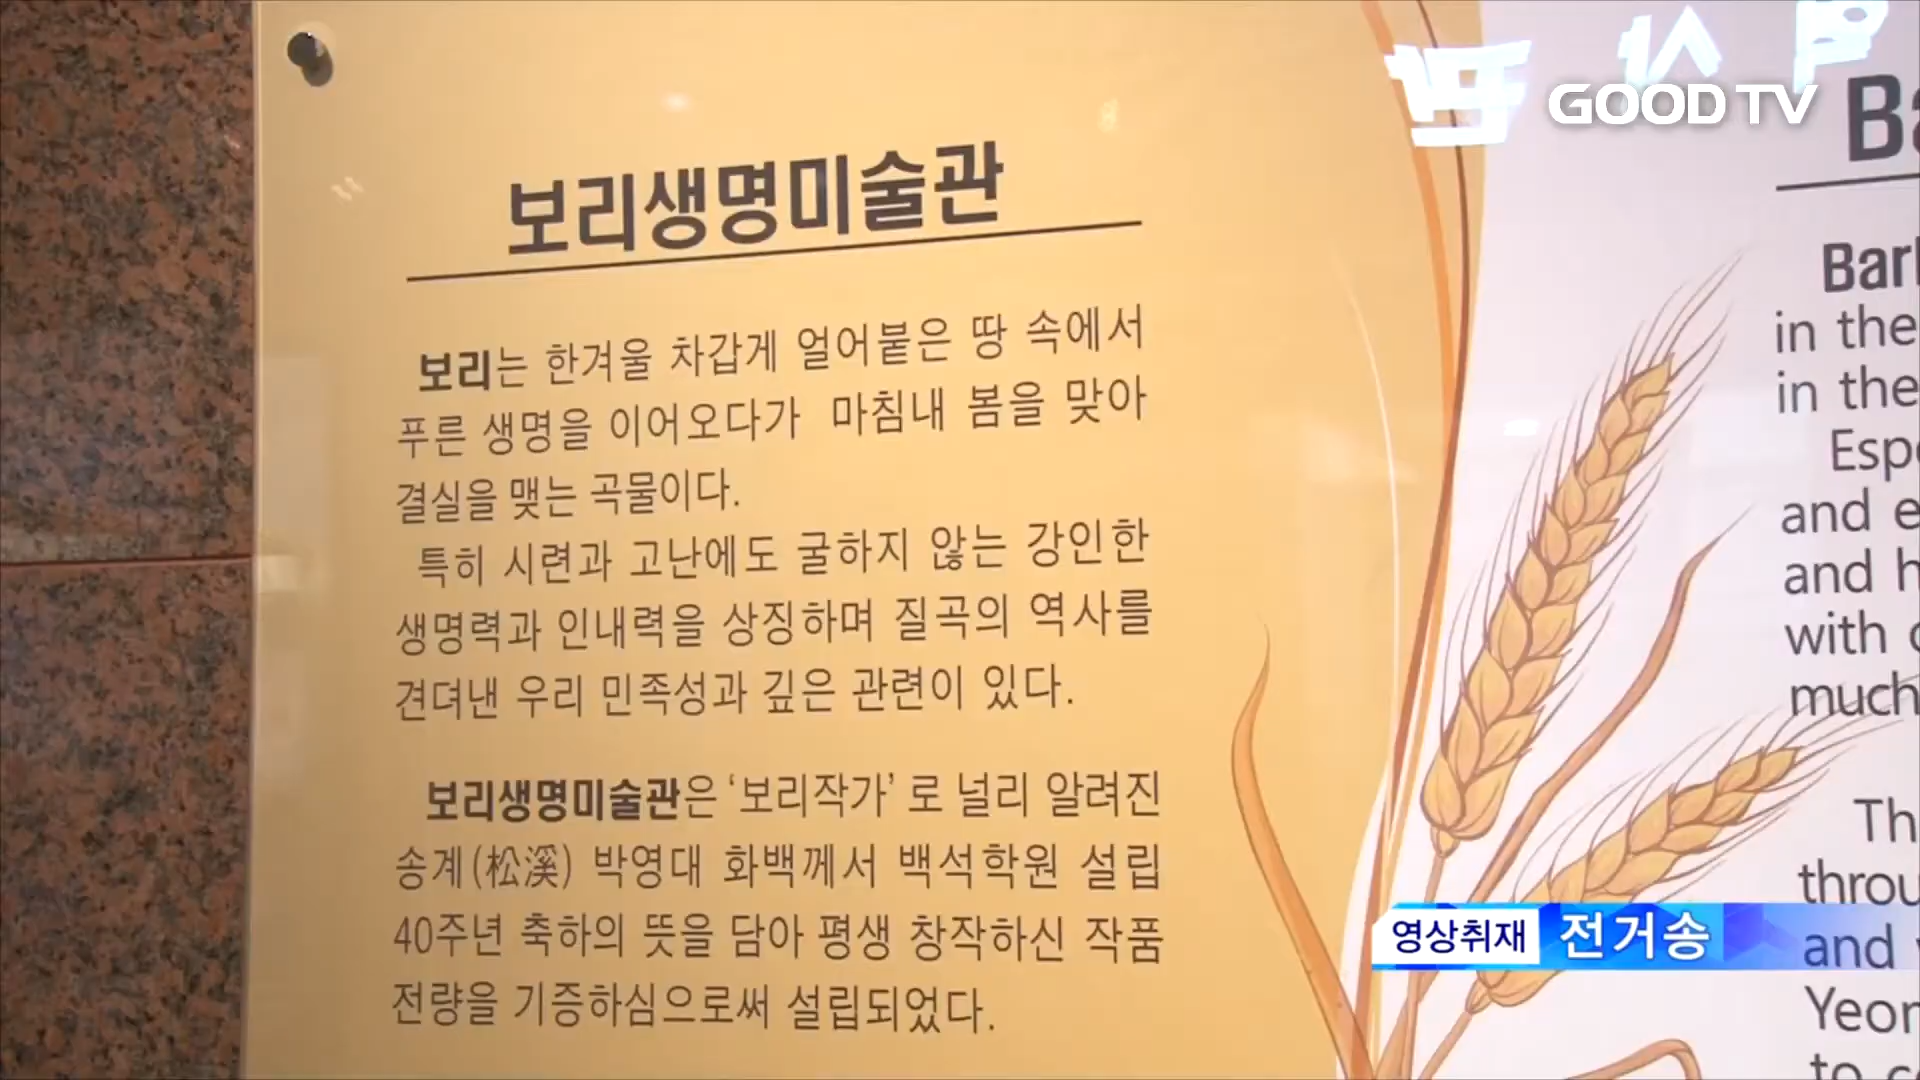 GOOD TV
보리생명미술관
보리는 한겨울 차갑게 얼어붙은 땅 속에서
푸른 생명을 이어오다가 마침내 봄을 맞아
결실을 맺는 곡물이다.
특히 시련과 고난에도 굴하지 않는 강인한
생명력과 인내력을 상징하며 질곡의 역사를
견뎌낸 우리 민족성과 깊은 관련이 있다.
보리생명미술관은 ‘보리작가’ 로 널리 알려진
송계(松溪) 박영대 화백께서 백석학원 설립
40주년 축하의 뜻을 담아 평생 창작하신 작품
전량을 기증하심으로써 설립되었다.
in the
in the
and
and
with
much
and
to
영상취재 전거송